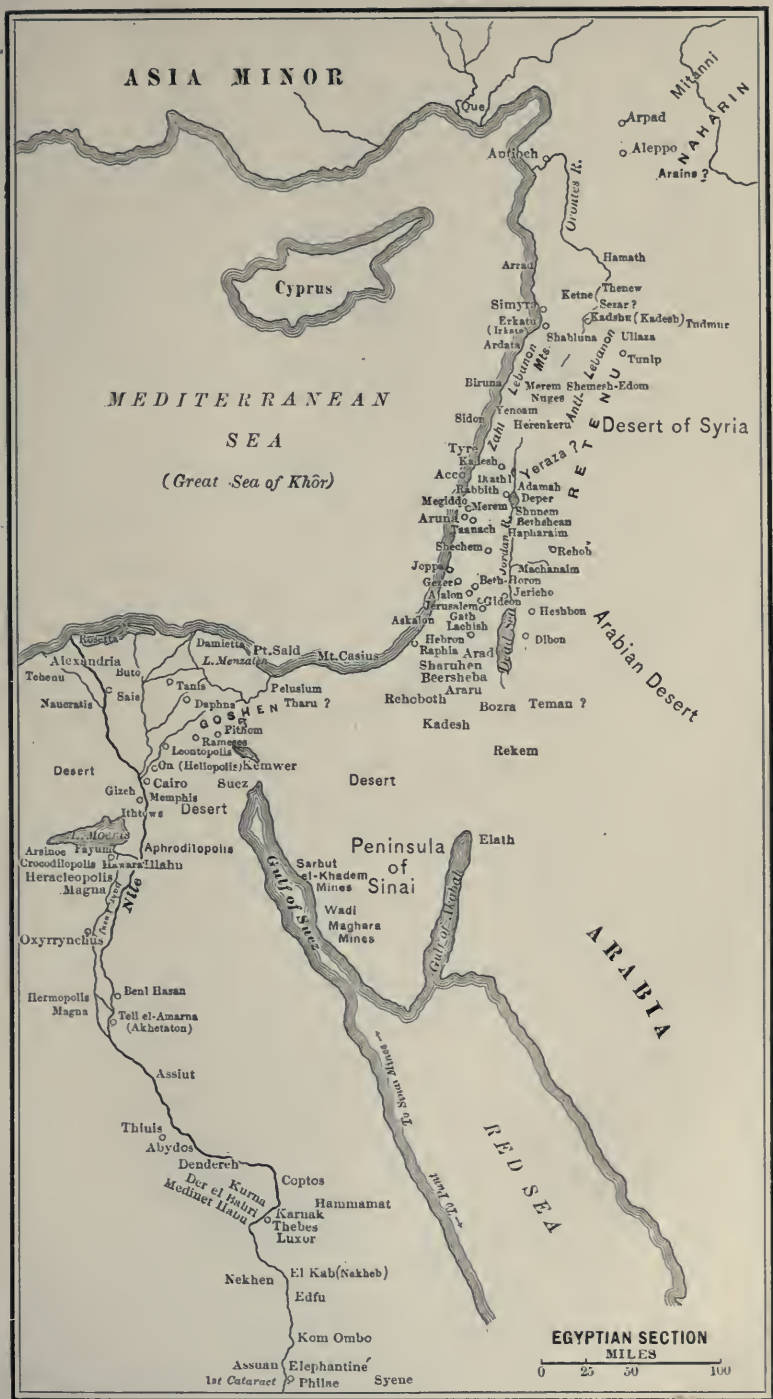 ASIA MINOR
Que
Mitanni
NAHARIN
Arpad
Aleppo
Arains ?
Antioch
Orontes R.
Hamath
Arrad
Thenew
Ketne
Sezar ?
Simyra
Kadshu (Kadesh)
Tudmur
Cyprus
Erkatu
(Irkata)
Shabluna
Ullaza
Ardata
Tunip
Lebanon
Mts.
Anti-Lebanon
MEDITERRANEAN
SEA
(Great Sea of Khôr)
Biruna
Merem
Shemesh-Edom
Nuges
Yenoam
Sidon
Herenkeru
Desert of Syria
Zahi
RETENU
Tyre
Kadesh
Yeraza ?
Acco
Ikathi
Rabbith
Adamah
Deper
Megiddo
Merem
Shunem
Aruna
Bethshean
Taanach
Hapharaim
Shechem
Jordan R.
Rehob
Joppa
Machanaim
Gezer
Beth-Horon
Ajalon
Jericho
Jerusalem
Gideon
Heshbon
Askalon
Gath
Lachish
Hebron
Dibon
Raphia
Arad
Dead Sea
Arabian Desert
Sharuhen
Beersheba
Araru
Rehoboth
Bozra
Teman ?
Kadesh
Rekem
Rosetta
Damietta
Pt. Said
Mt. Casius
Alexandria
L. Menzaleh
Tehenu
Buto
Tanis
Pelusium
Sais
Naucratis
Daphnæ
Tharu ?
GOSHEN
Pithom
Rameses
Leontopolis
On (Heliopolis)
Kemwer
Desert
Cairo
Suez
Desert
Gizeh
Memphis
Desert
Ithtowe
L. Moeris
Elath
Peninsula
of
Sinai
Arsinoe
Fayum
Aphroditopolis
Crocodilopolis
Hawara
Illahu
Sarbut
el-Khadem
Mines
Heracleopolis
Magna
Nile
Gulf of Suez
Gulf of Akabah
Wadi
Maghara
Mines
Oxyrrynchus
ARABIA
Beni Hasan
Hermopolis
Magna
Tell el-Amarna
(Akhetaton)
Assiut
To Sinai Mines
RED SEA
Thinis
Abydos
Dendereh
Kurna
Coptos
Der el Bahri
Medinet Habu
Hammamat
Karnak
Thebes
Luxor
To Punt
El Kab (Nekheb)
Nekhen
Edfu
Kom Ombo
Assuan
Elephantiné
1st Cataract
Philae
Syene
EGYPTIAN SECTION
MILES
0 25 50 100